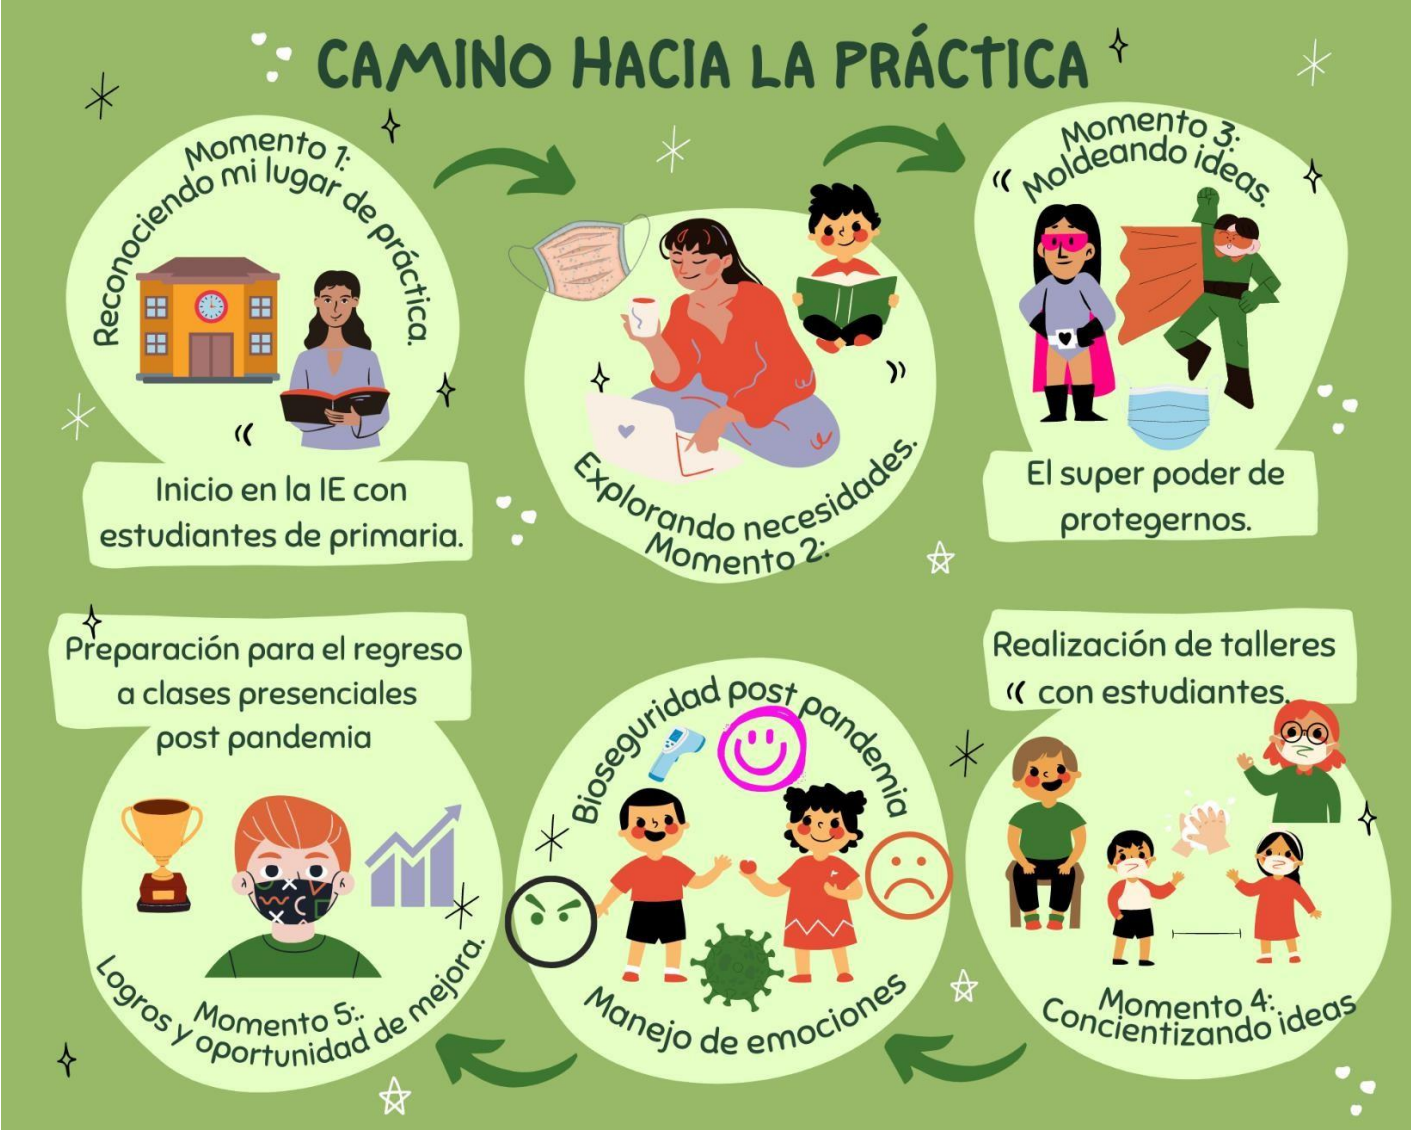 CAMINO HACIA LA PRÁCTICA
Momento 1:
Reconociendo mi lugar de práctica.
Inicio en la IE con
estudiantes de primaria.
Explorando necesidades.
Momento 2:
Momento 3:
Moldeando ideas.
El super poder de
protegernos.
Realización de talleres
con estudiantes.
Momento 4:
Concientizando ideas
Bioseguridad post pandemia
Manejo de emociones
Preparación para el regreso
a clases presenciales
post pandemia
Momento 5:.
Logros y oportunidad de mejora.